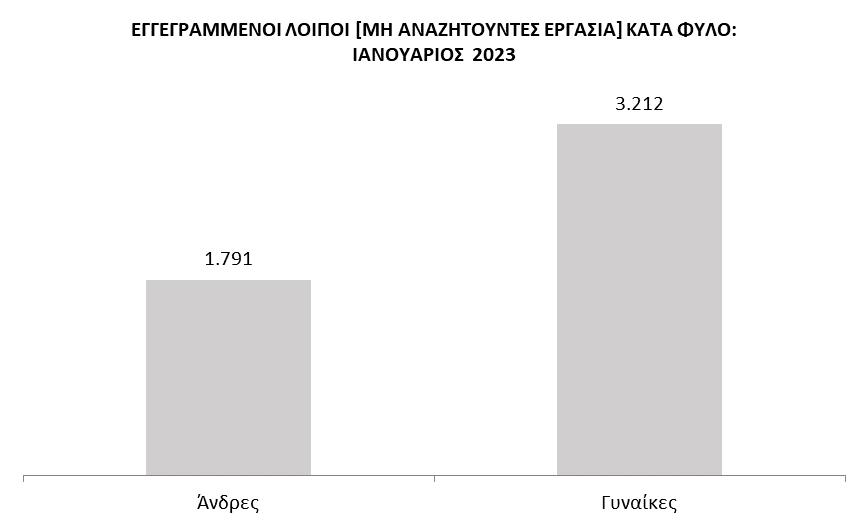 ΕΓΓΕΓΡΑΜΜΕΝΟΙ ΛΟΙΠΟΙ [ΜΗ ΑΝΑΖΗΤΟΥΝΤΕΣ ΕΡΓΑΣΙΑ] ΚΑΤΑ ΦΥΛΟ:
ΙΑΝΟΥΑΡΙΟΣ 2023
3.212
1.791
Άνδρες
Γυναίκες